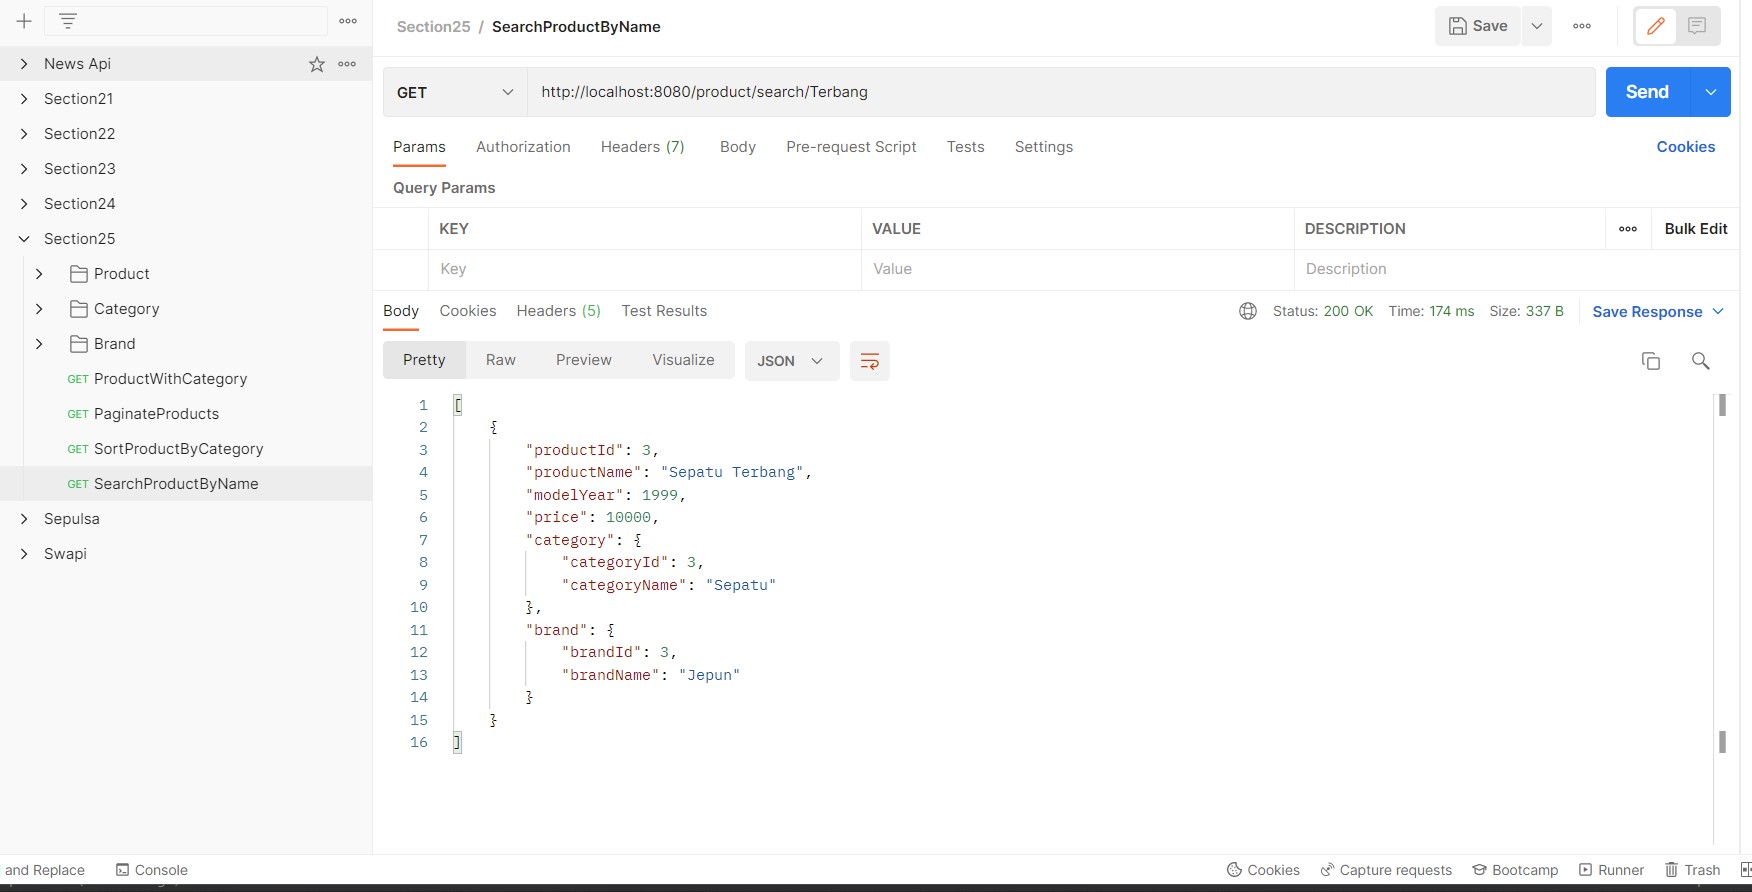 Section25 / SearchProductByName
Save
News Api
Section21
Section22
Section23
Section24
Section25
Product
Category
Brand
GET ProductWithCategory
GET PaginateProducts
GET SortProductByCategory
GET SearchProductByName
Sepulsa
Swapi
GET http://localhost:8080/product/search/Terbang Send
Params Authorization Headers (7) Body Pre-request Script Tests Settings Cookies
Query Params
KEY VALUE DESCRIPTION Bulk Edit
Key Value Description
Body Cookies Headers (5) Test Results Status: 200 OK Time: 174 ms Size: 337 B Save Response
Pretty Raw Preview Visualize JSON
1 [
2 {
3 "productId": 3,
4 "productName": "Sepatu Terbang",
5 "modelYear": 1999,
6 "price": 10000,
7 "category": {
8 "categoryId": 3,
9 "categoryName": "Sepatu"
10 },
11 "brand": {
12 "brandId": 3,
13 "brandName": "Jepun"
14 }
15 }
16 ]
and Replace Console Cookies Capture requests Bootcamp Runner Trash